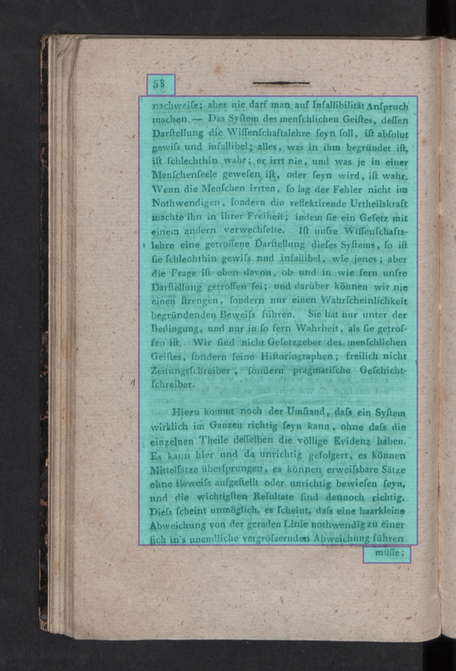 58
nachweise; aber nie darf man auf Infallibilität Anspruch
machen. — Das System des menschlichen Geistes, dessen
Darstellung die Wissenschaftslehre seyn soll, ist absolut
gewiss und infallibel; alles, was in ihm begründet ist,
ist schlechthin wahr; er irrt nie, und was je in einer
Menschenseele gewesen ist, oder seyn wird, ist wahr,
Wenn die Menschen irrten, so lag der Fehler nicht im
Nothwendigen, sondern die reflektirende Urtheilskraft
machte ihn in ihrer Freiheit; indem sie ein Gesetz mit
einem andern verwechselte. Ist unsre Wissenschafts-
lehre eine getroffene Darstellung dieses Systems, so ist
sie schlechthin gewiss und infallibel, wie jenes; aber
die Frage ist eben davon, ob und in wie fern unsre
Darstellung getroffen sei; und darüber können wir nie
einen strengen, sondern nur einen Wahrscheinlichkeit
begründenden Beweiss führen. Sie hat nur unter der
Bedingung, und nur in so fern Wahrheit, als sie getrof-
fen ist. Wir sind nicht Gesetzgeber des menschlichen
Geistes, sondern seine Historiographen; freilich nicht
Zeitungsschreiber, sondern pragmatische Geschicht-
schreiber.
Hierzu kommt noch der Umstand, dass ein System
wirklich im Ganzen richtig seyn kann, ohne dass die
einzelnen Theile desselben die völlige Evidenz haben.
Es kann hier und da unrichtig gefolgert, es können
Mittelsätze übersprungen, es können erweissbare Sätze
ohne Beweiss aufgestellt oder unrichtig bewiesen seyn,
und die wichtigsten Resultate sind dennoch richtig.
Diess scheint unmöglich, es scheint, dass eine haarkleine
Abweichung von der geraden Linie nothwendig zu einer
sich in's unendliche vergrössernden Abweichung führen
müsse;